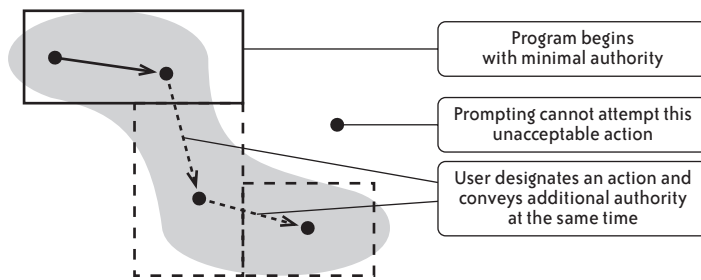 Program begins
with minimal authority
Prompting cannot attempt this
unacceptable action
User designates an action and
conveys additional authority
at the same time